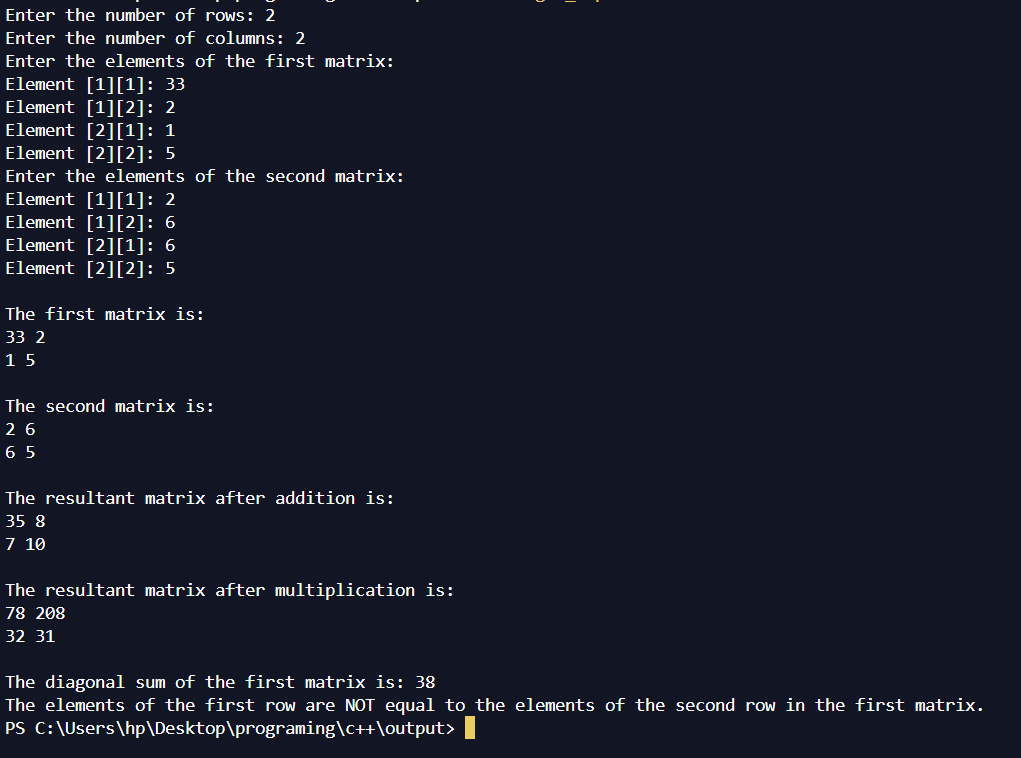 Enter the number of rows: 2
Enter the number of columns: 2
Enter the elements of the first matrix:
Element [1][1]: 33
Element [1][2]: 2
Element [2][1]: 1
Element [2][2]: 5
Enter the elements of the second matrix:
Element [1][1]: 2
Element [1][2]: 6
Element [2][1]: 6
Element [2][2]: 5
The first matrix is:
33 2
1 5
The second matrix is:
2 6
6 5
The resultant matrix after addition is:
35 8
7 10
The resultant matrix after multiplication is:
78 208
32 31
The diagonal sum of the first matrix is: 38
The elements of the first row are NOT equal to the elements of the second row in the first matrix.
PS C:\Users\hp\Desktop\programing\c++\output>